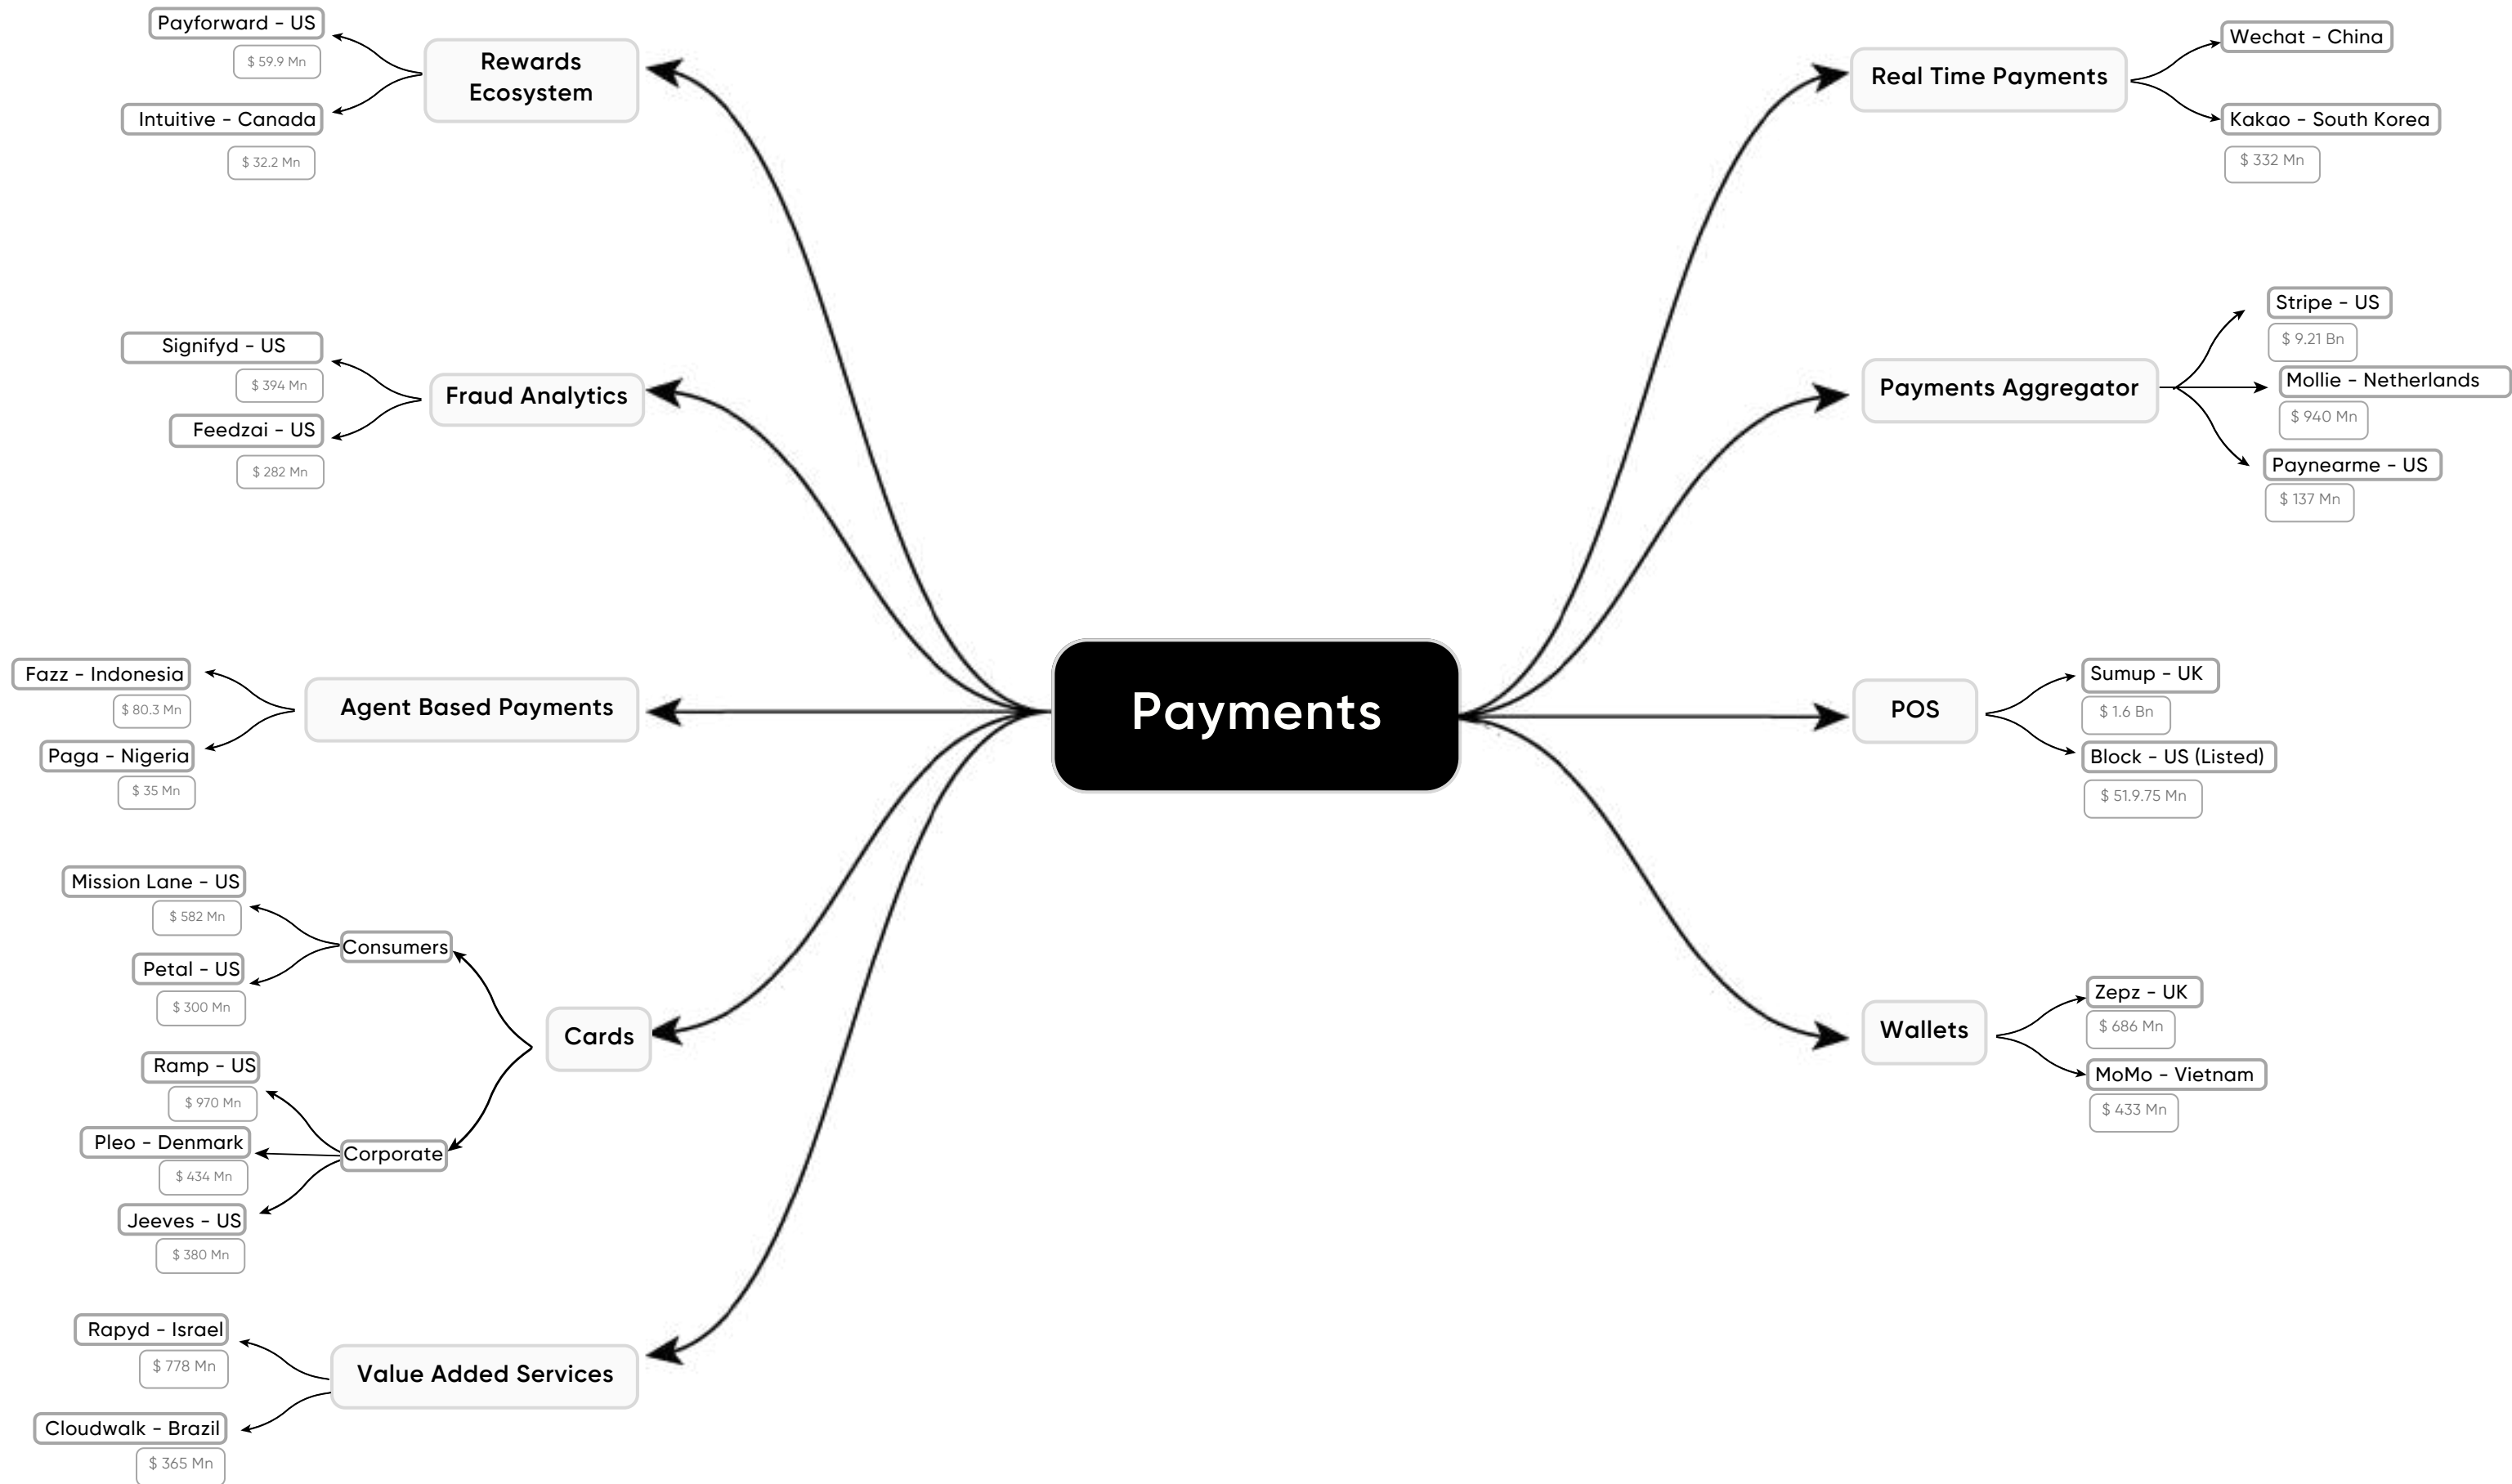 Payments
Rewards
Ecosystem
Payforward - US
$ 59.9 Mn
Intuitive - Canada
$ 32.2 Mn
Fraud Analytics
Signifyd - US
$ 394 Mn
Feedzai - US
$ 282 Mn
Agent Based Payments
Fazz - Indonesia
$ 80.3 Mn
Paga - Nigeria
$ 35 Mn
Cards
Consumers
Mission Lane - US
$ 582 Mn
Petal - US
$ 300 Mn
Corporate
Ramp - US
$ 970 Mn
Pleo - Denmark
$ 434 Mn
Jeeves - US
$ 380 Mn
Value Added Services
Rapyd - Israel
$ 778 Mn
Cloudwalk - Brazil
$ 365 Mn
Real Time Payments
Wechat - China
Kakao - South Korea
$ 332 Mn
Payments Aggregator
Stripe - US
$ 9.21 Bn
Mollie - Netherlands
$ 940 Mn
Paynearme - US
$ 137 Mn
POS
Sumup - UK
$ 1.6 Bn
Block - US (Listed)
$ 51.9.75 Mn
Wallets
Zepz - UK
$ 686 Mn
MoMo - Vietnam
$ 433 Mn